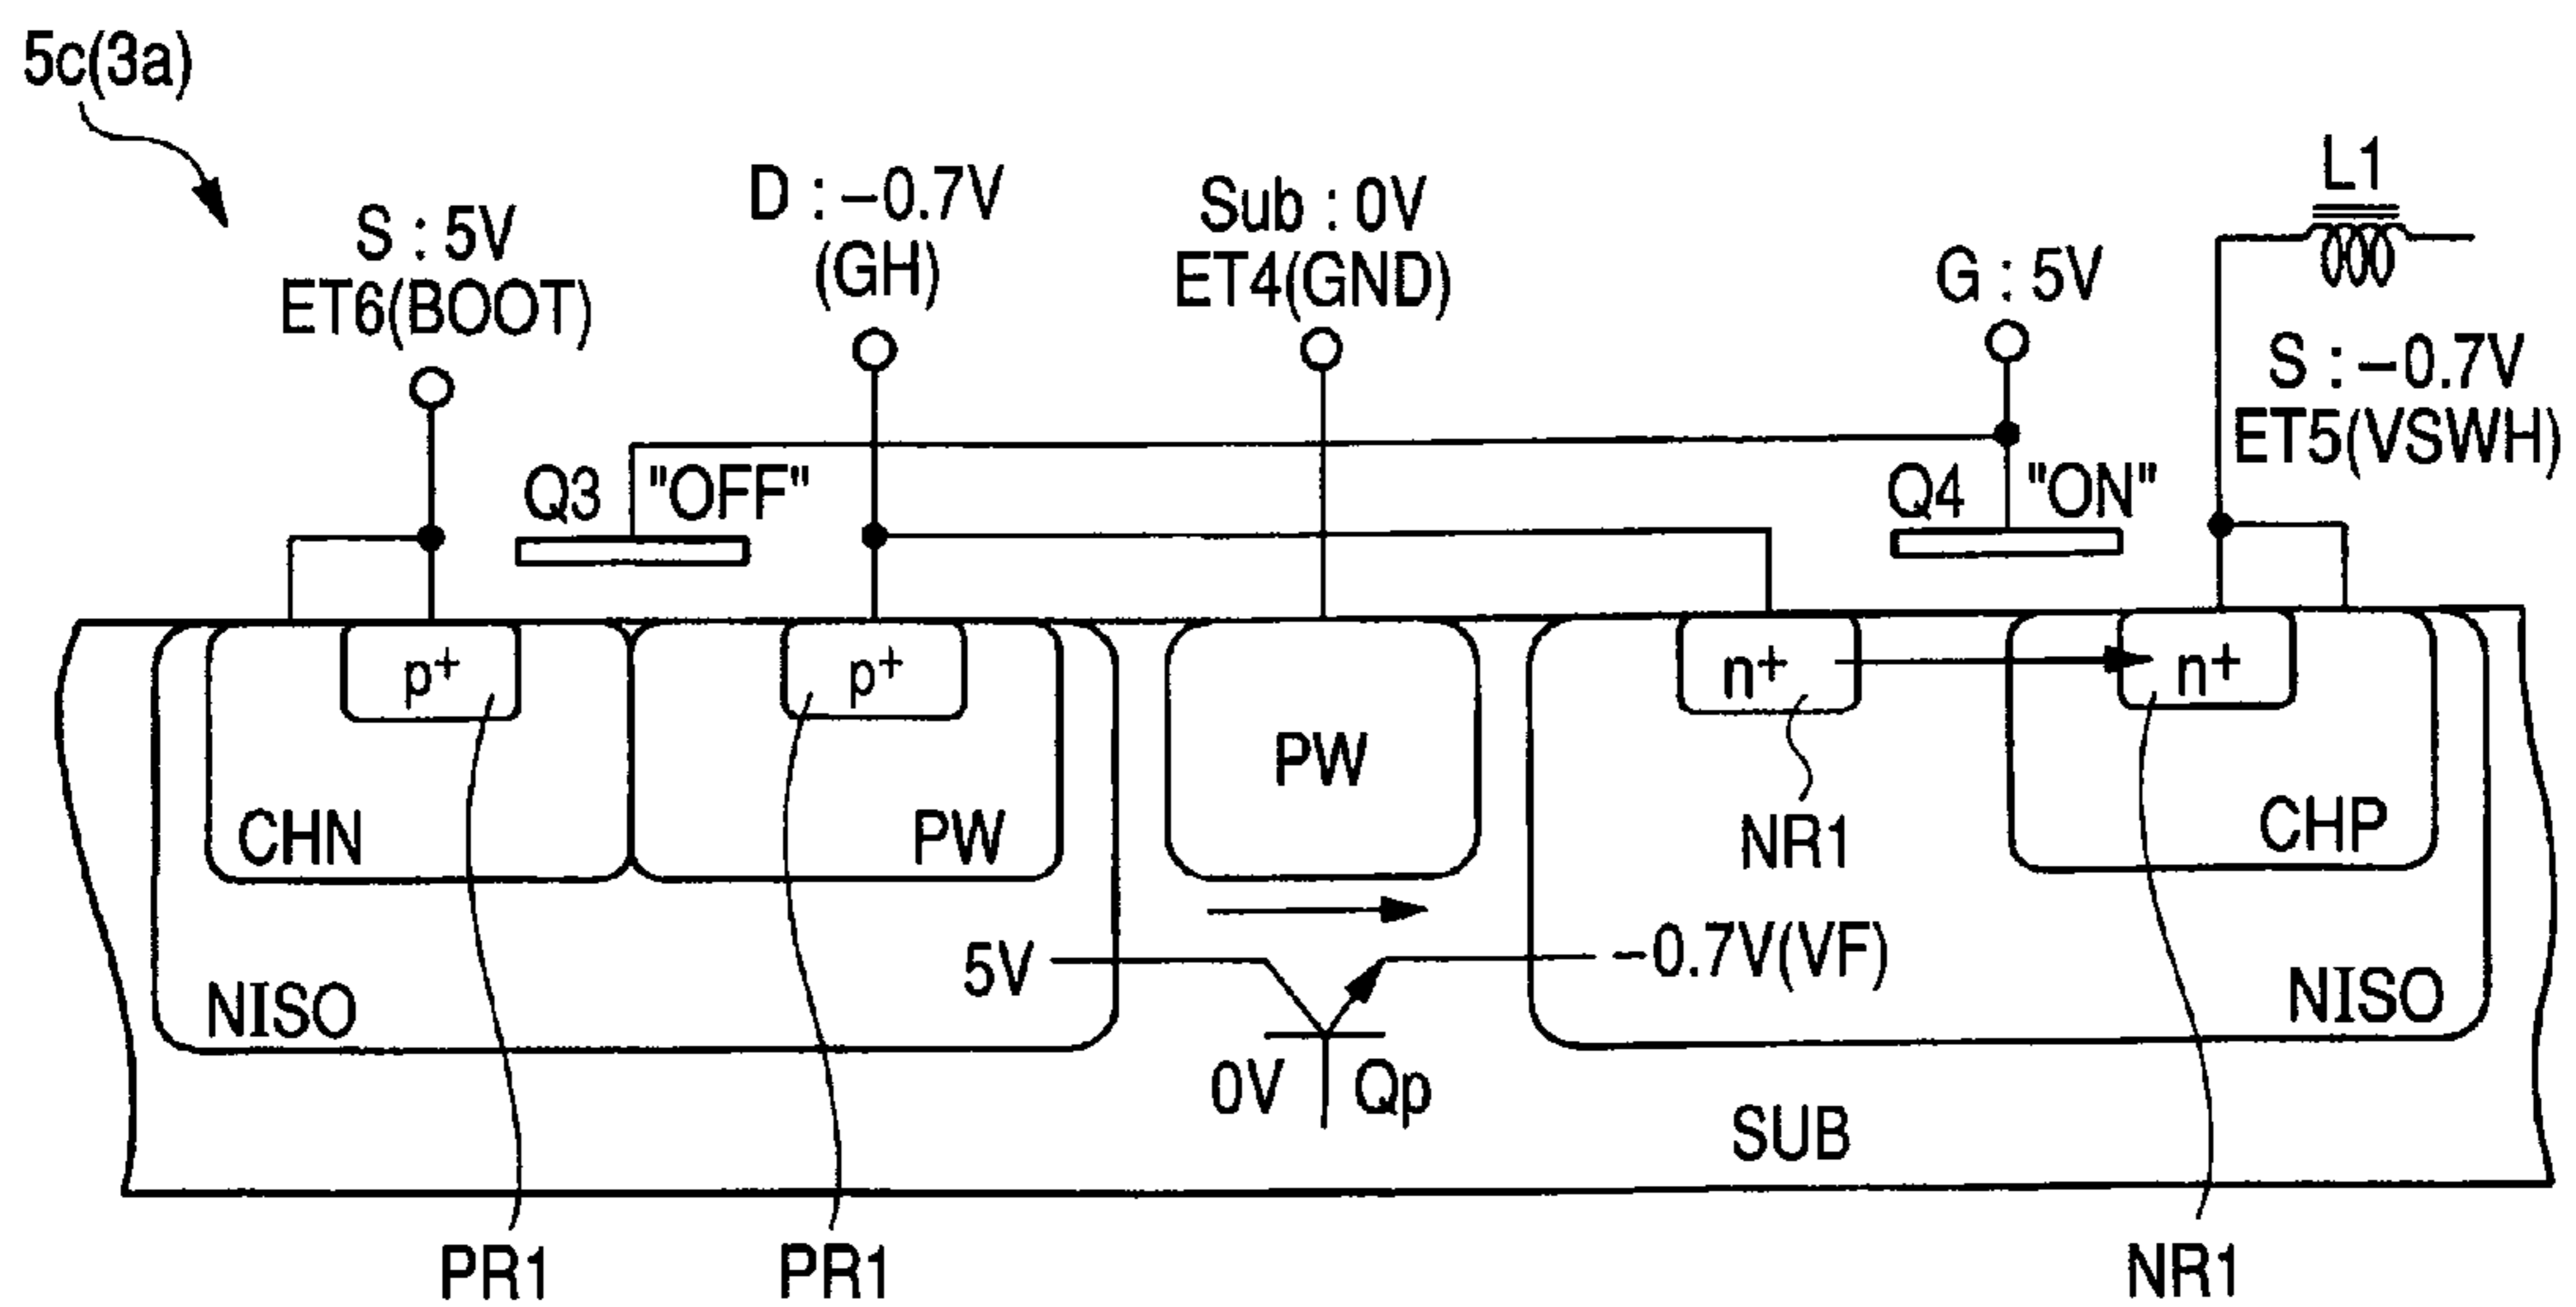 5c(3a)
S : 5V
ET6(BOOT)
D : −0.7V
(GH)
Sub : 0V
ET4(GND)
G : 5V
L1
S : −0.7V
ET5(VSWH)
Q3 "OFF"
Q4 "ON"
p+
p+
n+
n+
CHN
PW
PW
NR1
CHP
NISO
5V
−0.7V(VF)
NISO
0V Qp
SUB
PR1
PR1
NR1